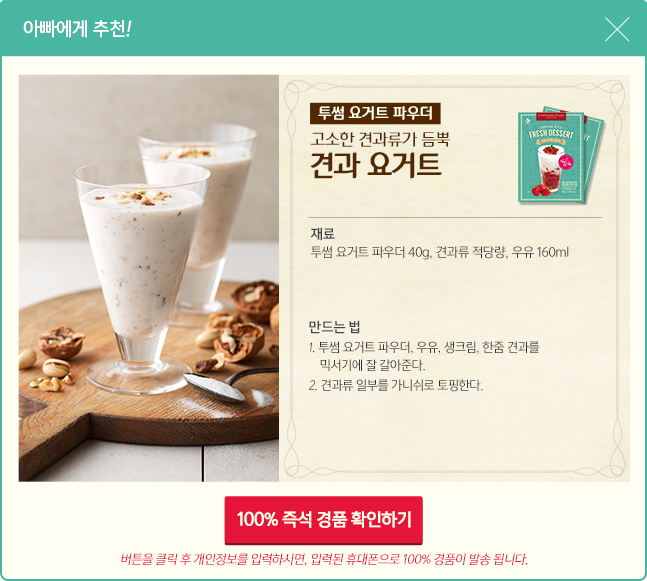 아빠에게 추천!
투썸 요거트 파우더
고소한 견과류가 듬뿍
견과 요거트
FRESH DESSERT
재료
투썸 요거트 파우더 40g, 견과류 적당량, 우유 160ml
만드는 법
1. 투썸 요거트 파우더, 우유, 생크림, 한줌 견과를
믹서기에 잘 갈아준다.
2. 견과류 일부를 가니쉬로 토핑한다.
100% 즉석 경품 확인하기
버튼을 클릭 후 개인정보를 입력하시면, 입력된 휴대폰으로 100% 경품이 발송 됩니다.